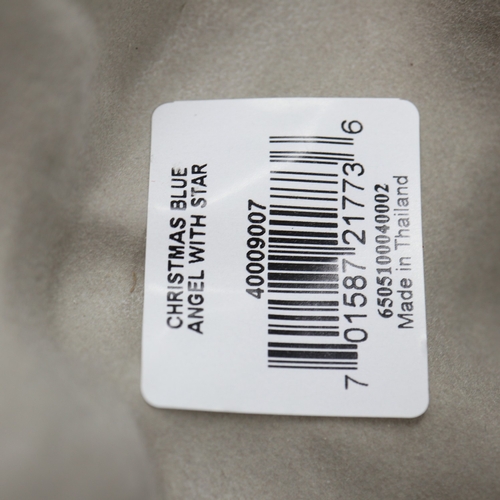 CHRISTMAS BLUE
ANGEL WITH STAR
40009007
7 01587 21773 6
6505100040002
Made in Thailand